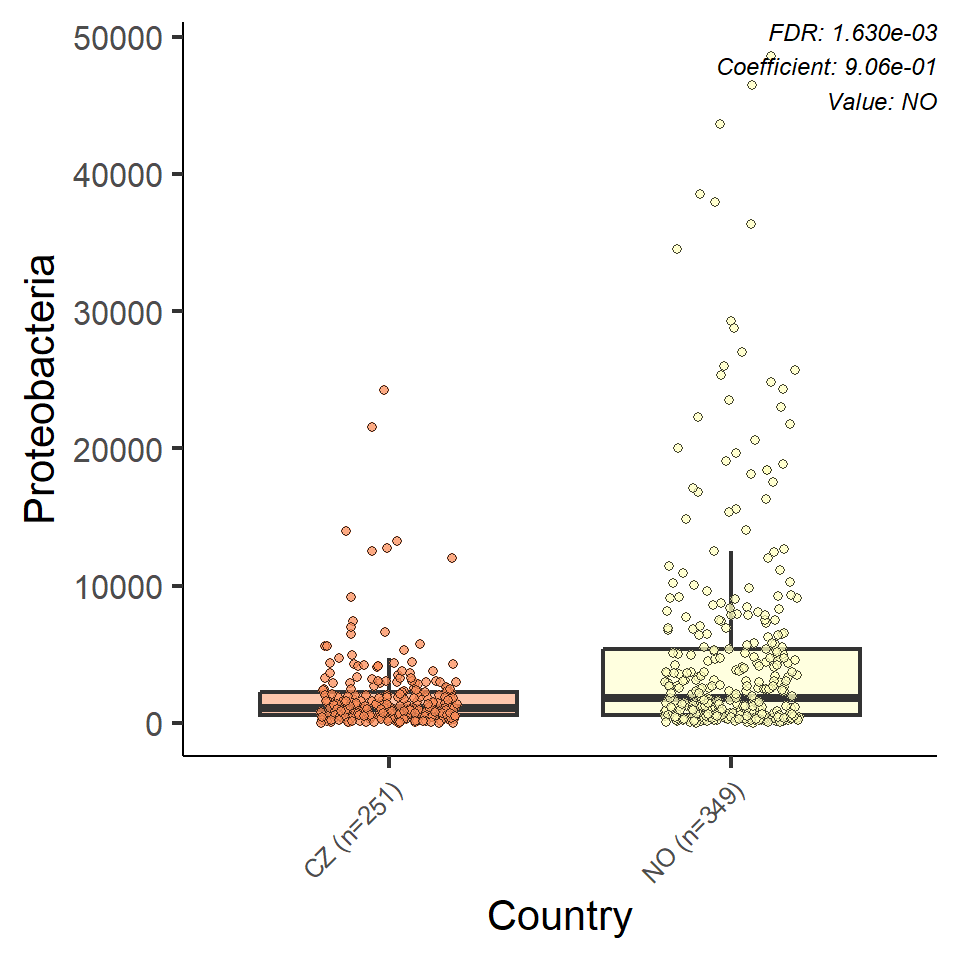 FDR: 1.630e-03
Coefficient: 9.06e-01
Value: NO
50000
40000
30000
20000
10000
0
Proteobacteria
CZ (n=251)
NO (n=349)
Country